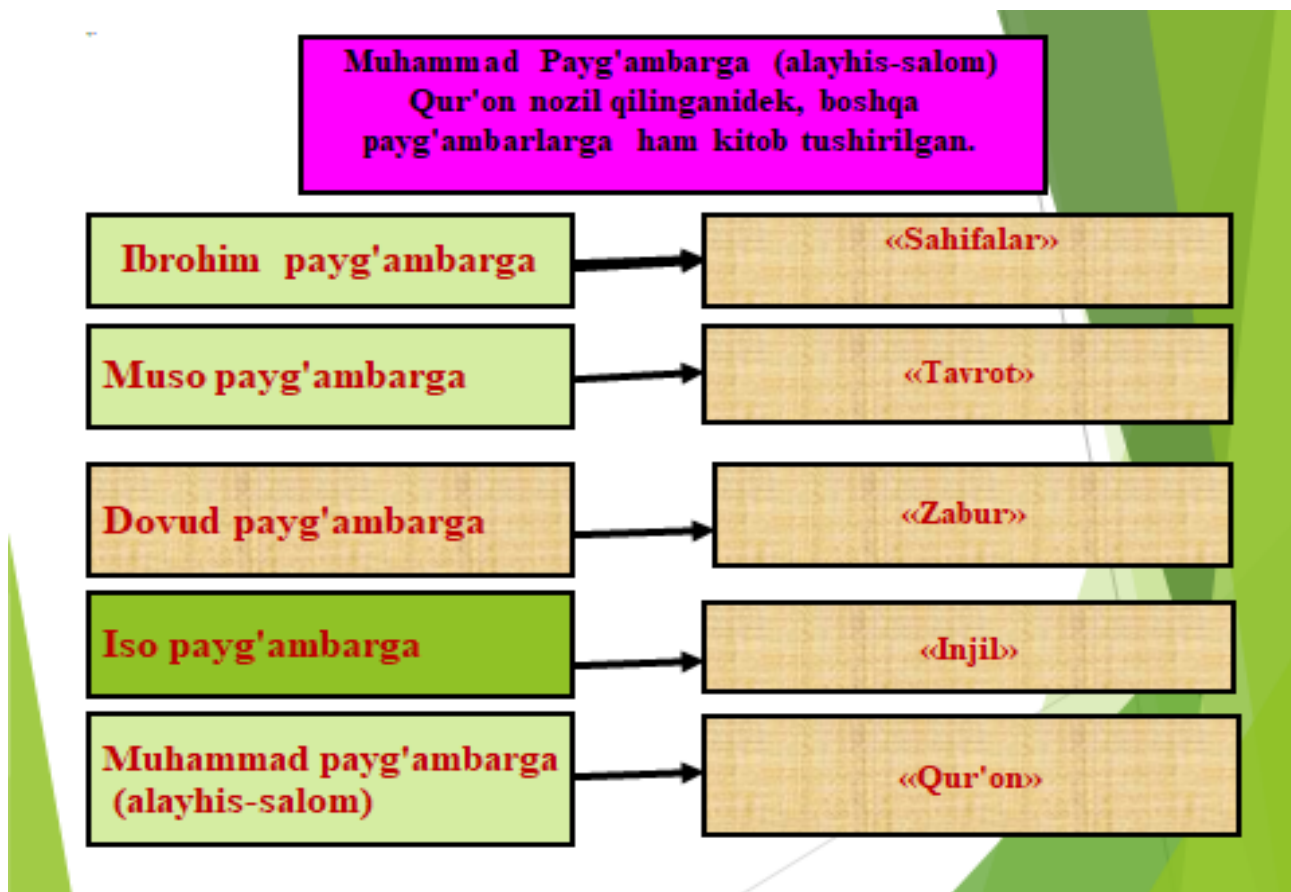 Muhammad Payg'ambarga (alayhis-salom)
Qur'on nozil qilinganidek, boshqa
payg'ambarlarga ham kitob tushirilgan.
Ibrohim payg'ambarga
«Sahifalar»
Muso payg'ambarga
«Tavrot»
Dovud payg'ambarga
«Zabur»
Iso payg'ambarga
«Injil»
Muhammad payg'ambarga
(alayhis-salom)
«Qur'on»